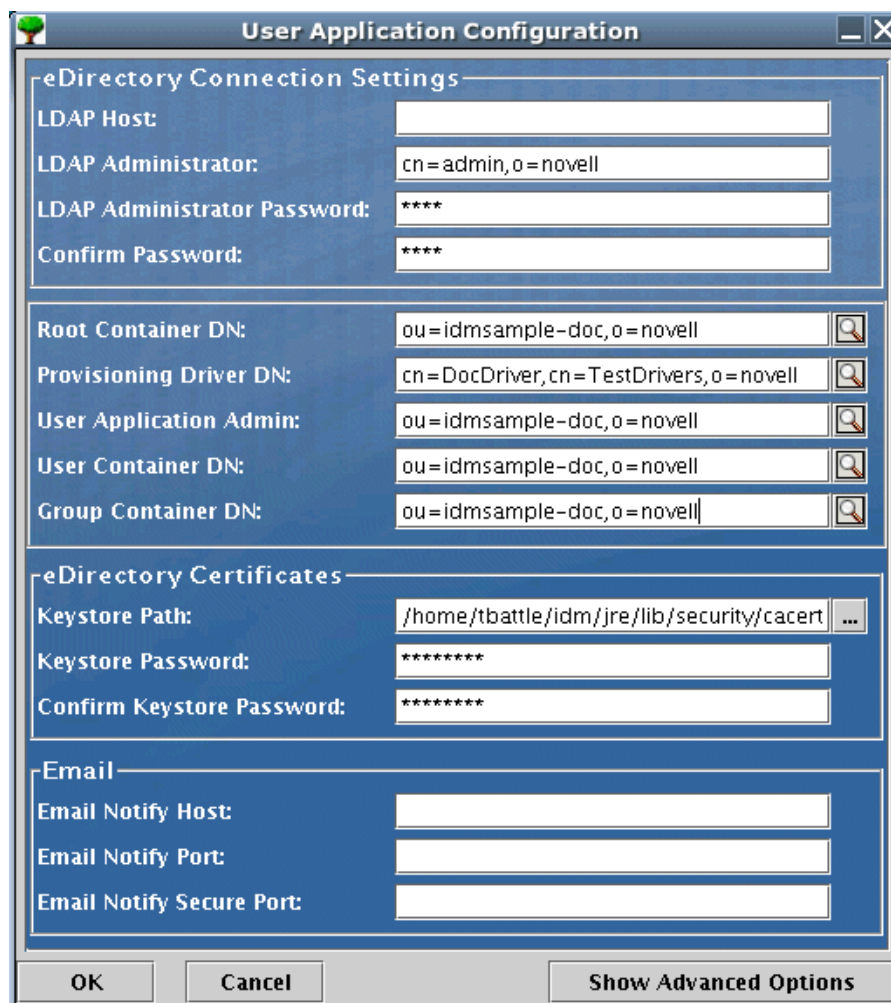 User Application Configuration
eDirectory Connection Settings
LDAP Host:
LDAP Administrator: cn=admin,o=novell
LDAP Administrator Password: ****
Confirm Password: ****
Root Container DN: ou=idmsample-doc,o=novell
Provisioning Driver DN: cn=DocDriver,cn=TestDrivers,o=novell
User Application Admin: ou=idmsample-doc,o=novell
User Container DN: ou=idmsample-doc,o=novell
Group Container DN: ou=idmsample-doc,o=novell
eDirectory Certificates
Keystore Path: /home/tbattle/idm/jre/lib/security/cacert ...
Keystore Password: ********
Confirm Keystore Password: ********
Email
Email Notify Host:
Email Notify Port:
Email Notify Secure Port:
OK Cancel Show Advanced Options